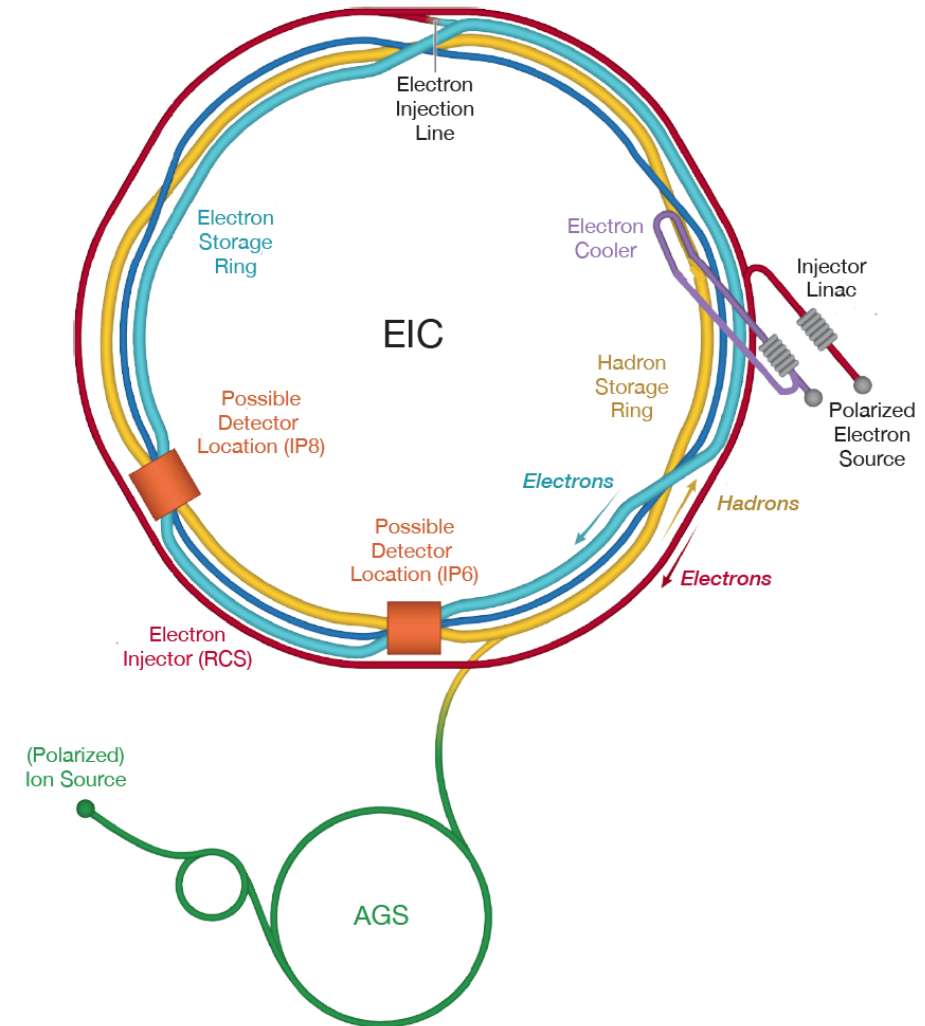 Electron
Injection
Line
Electron
Storage
Ring
Electron
Cooler
Injector
Linac
EIC
Hadron
Storage
Ring
Possible
Detector
Location (IP8)
Polarized
Electron
Source
Electrons
Hadrons
Possible
Detector
Location (IP6)
Electrons
Electron
Injector (RCS)
(Polarized)
Ion Source
AGS